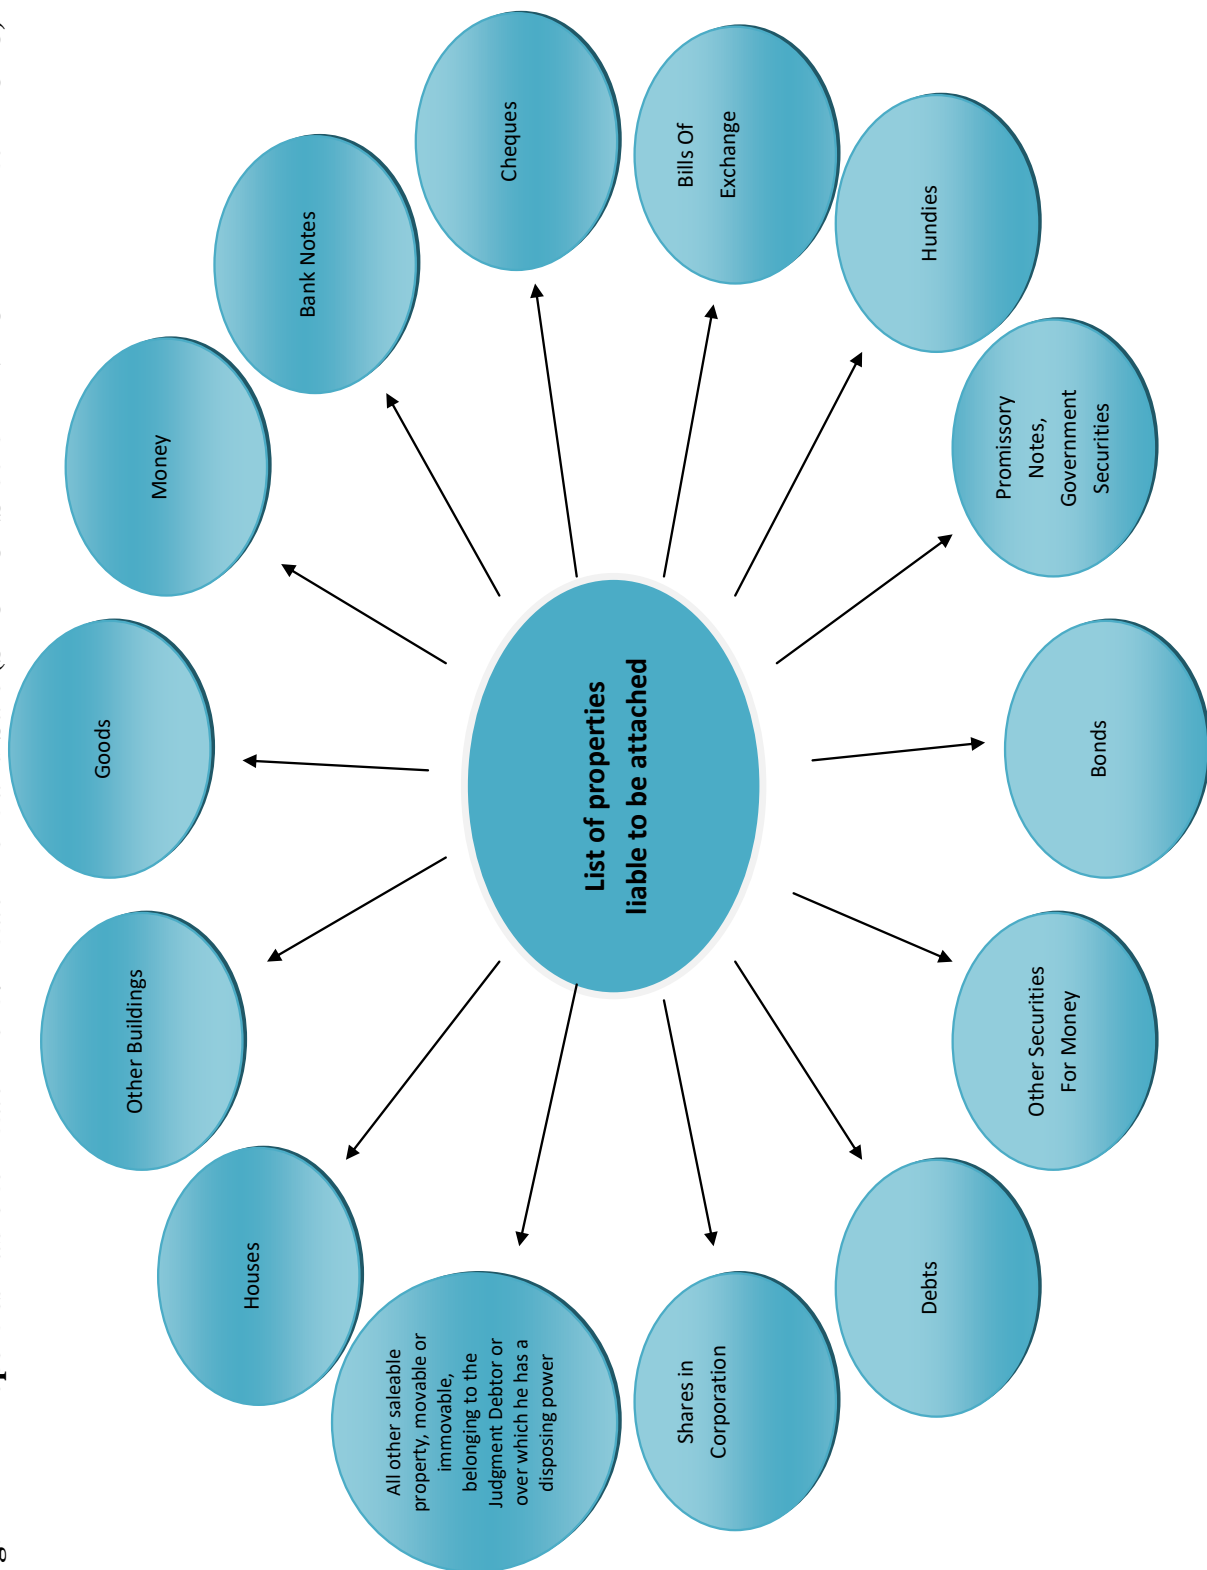 List of properties
liable to be attached
Goods
Money
Bank Notes
Cheques
Bills Of
Exchange
Hundies
Promissory
Notes,
Government
Securities
Bonds
Other Securities
For Money
Debts
Shares in
Corporation
All other saleable
property, movable or
immovable,
belonging to the
Judgment Debtor or
over which he has a
disposing power
Houses
Other Buildings